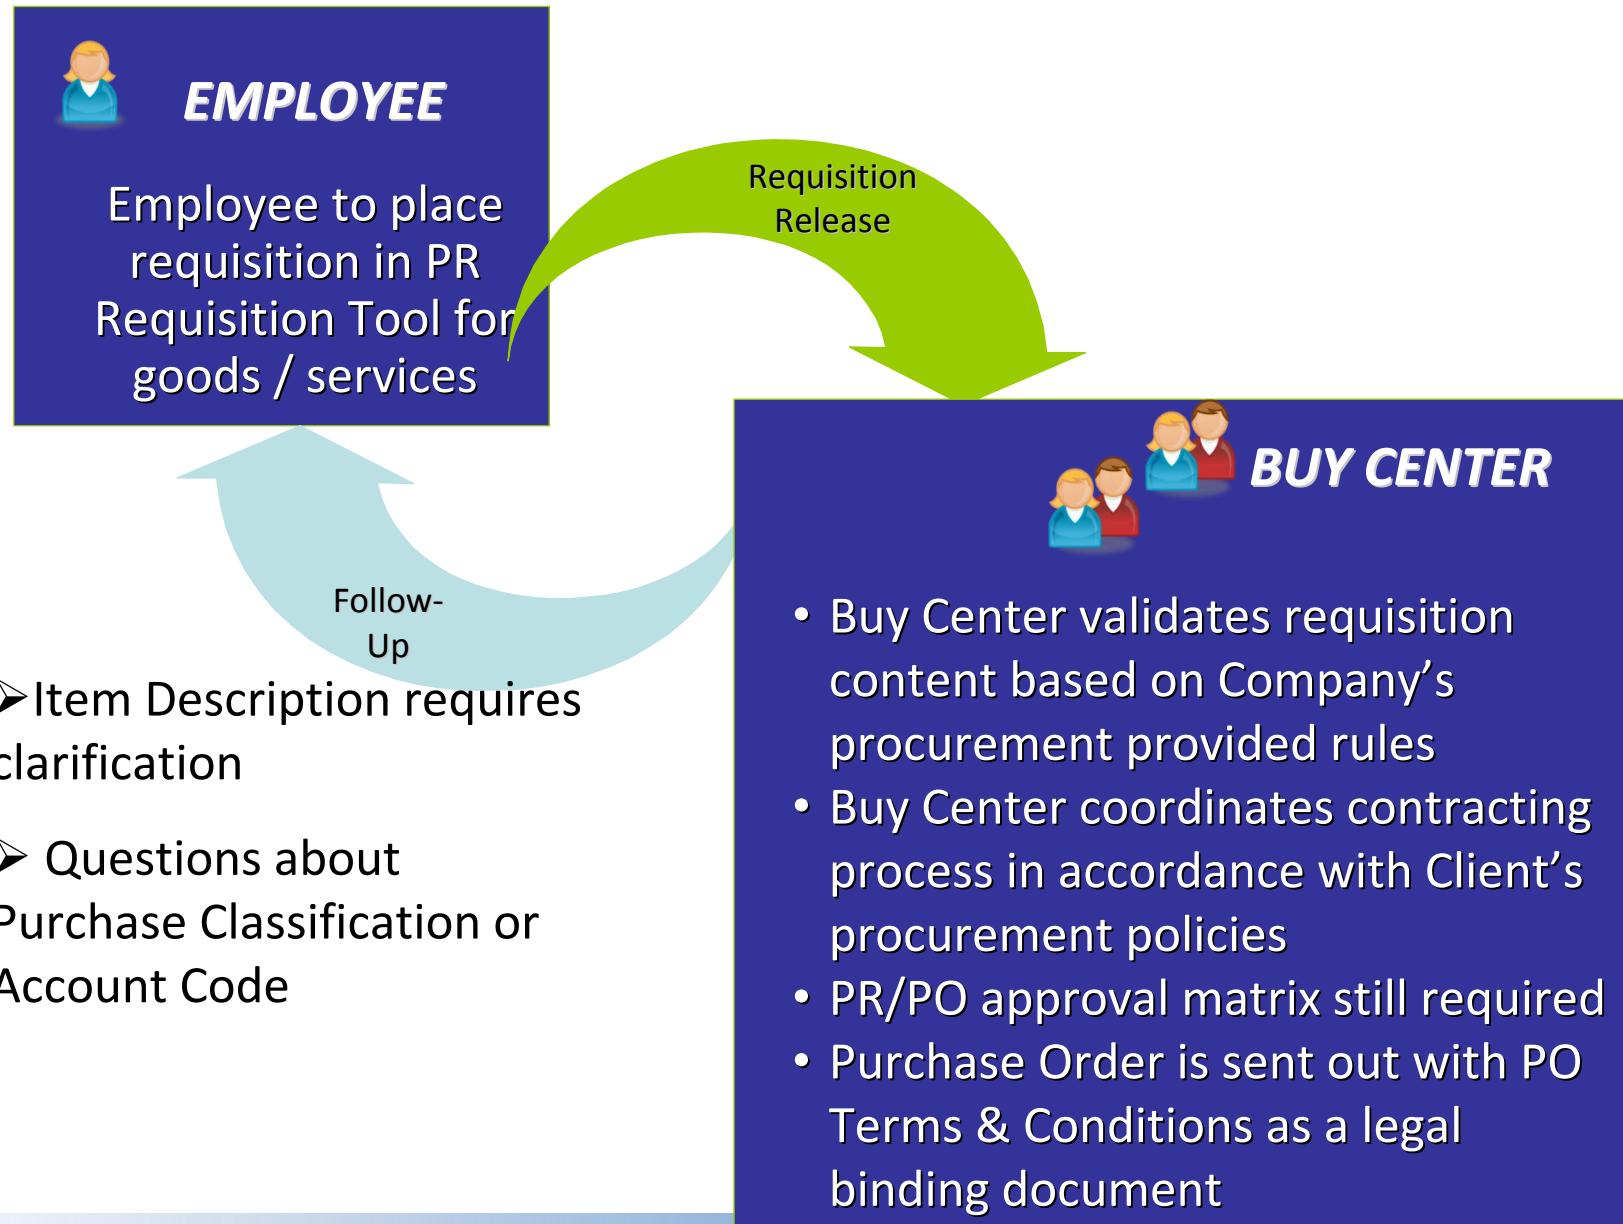 EMPLOYEE
Employee to place
requisition in PR
Requisition Tool for
goods / services
Requisition
Release
BUY CENTER
• Buy Center validates requisition
content based on Company’s
procurement provided rules
• Buy Center coordinates contracting
process in accordance with Client’s
procurement policies
• PR/PO approval matrix still required
• Purchase Order is sent out with PO
Terms & Conditions as a legal
binding document
Follow-
Up
➢Item Description requires
clarification
➢ Questions about
Purchase Classification or
Account Code